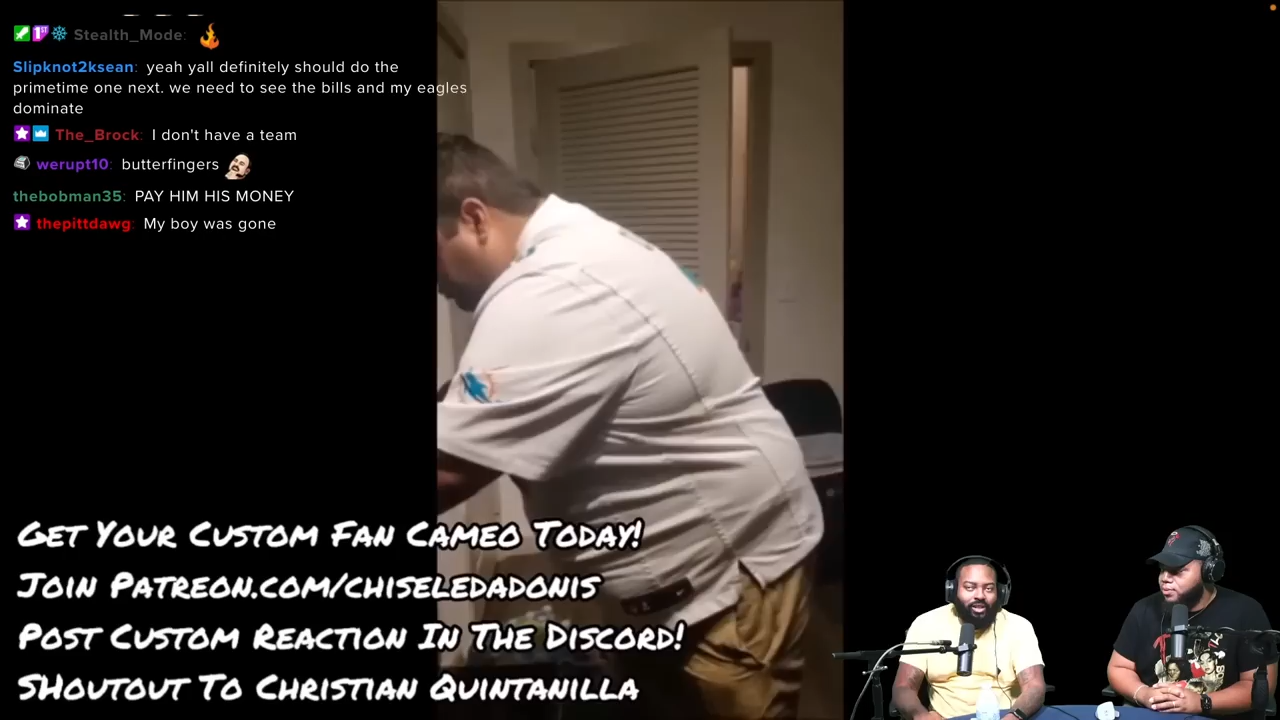 Stealth_Mode:
Slipknot2ksean: yeah yall definitely should do the
primetime one next. we need to see the bills and my eagles
dominate
The_Brock: I don't have a team
werupt10: butterfingers
thebobman35: PAY HIM HIS MONEY
thepittdawg: My boy was gone
Get Your Custom Fan Cameo Today!
Join Patreon.com/chiseledadonis
Post Custom Reaction In The Discord!
SHoutout To Christian Quintanilla